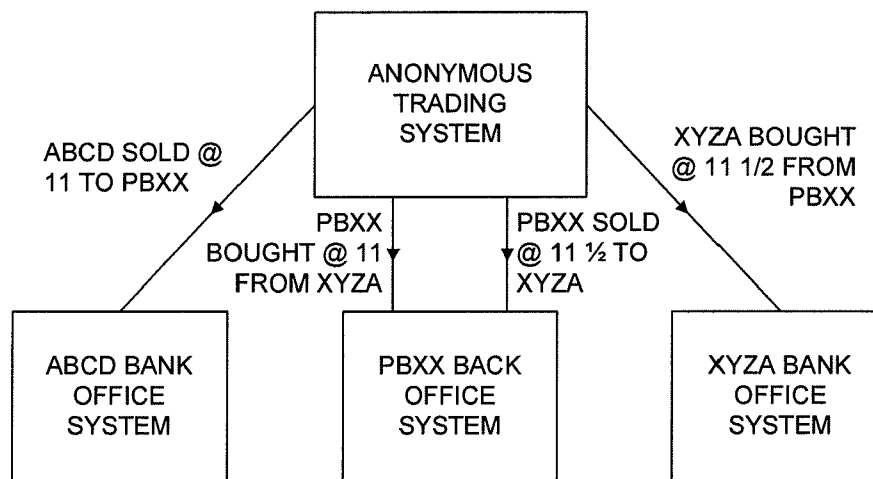 ANONYMOUS
TRADING
SYSTEM
ABCD SOLD @
11 TO PBXX
XYZA BOUGHT
@ 11 1/2 FROM
PBXX
PBXX
BOUGHT @ 11
FROM XYZA
PBXX SOLD
@ 11 ½ TO
XYZA
ABCD BANK
OFFICE
SYSTEM
PBXX BACK
OFFICE
SYSTEM
XYZA BANK
OFFICE
SYSTEM